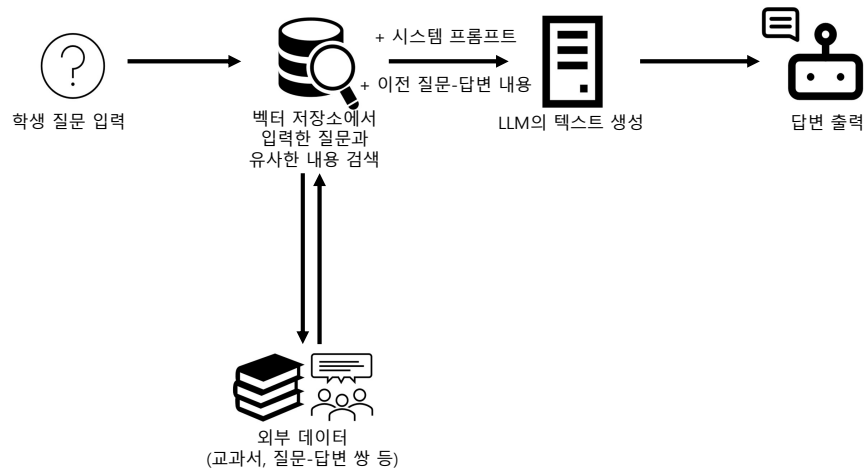 + 시스템 프롬프트
+ 이전 질문-답변 내용
학생 질문 입력
벡터 저장소에서
입력한 질문과
유사한 내용 검색
LLM의 텍스트 생성
답변 출력
외부 데이터
(교과서, 질문-답변 쌍 등)